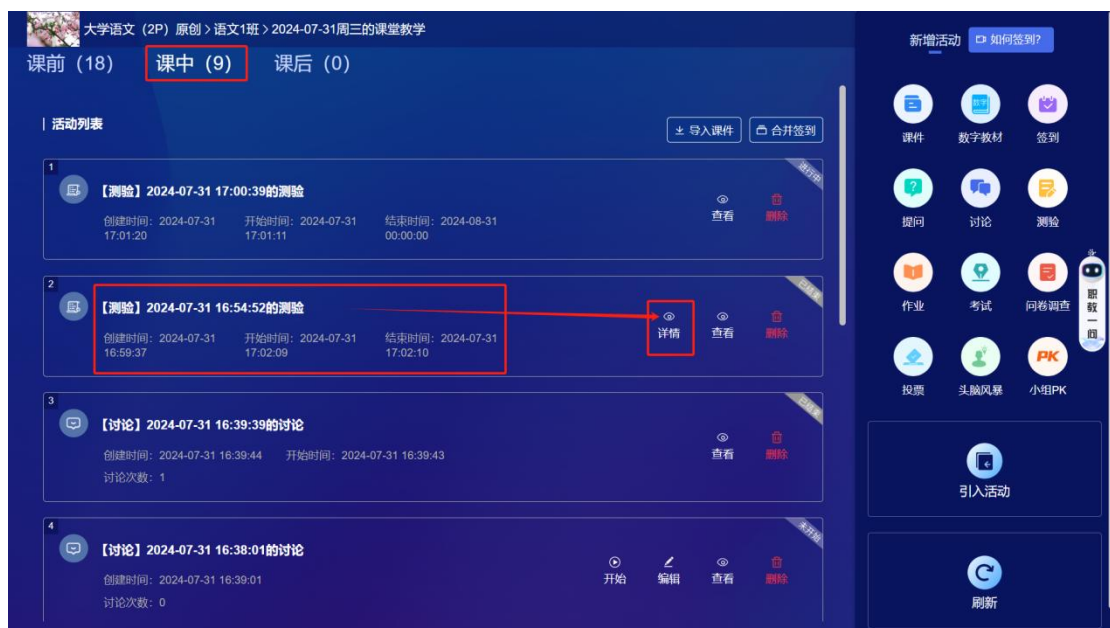 大学语文（2P）原创 > 语文1班 > 2024-07-31周三的课堂教学
课前（18）
课中（9）
课后（0）
活动列表
导入课件
合并签到
1
进行中
【测验】2024-07-31 17:00:39的测验
创建时间：2024-07-31 17:01:20
开始时间：2024-07-31 17:01:11
结束时间：2024-08-31 00:00:00
查看
删除
2
已结束
【测验】2024-07-31 16:54:52的测验
创建时间：2024-07-31 16:59:37
开始时间：2024-07-31 17:02:09
结束时间：2024-07-31 17:02:10
详情
查看
删除
3
已结束
【讨论】2024-07-31 16:39:39的讨论
创建时间：2024-07-31 16:39:44
开始时间：2024-07-31 16:39:43
讨论次数：1
查看
删除
4
未开始
【讨论】2024-07-31 16:38:01的讨论
创建时间：2024-07-31 16:39:01
讨论次数：0
开始
编辑
查看
删除
新增活动
如何签到?
课件
数字
数字教材
签到
提问
讨论
测验
作业
考试
问卷调查
投票
头脑风暴
PK
小组PK
职教一问
引入活动
刷新